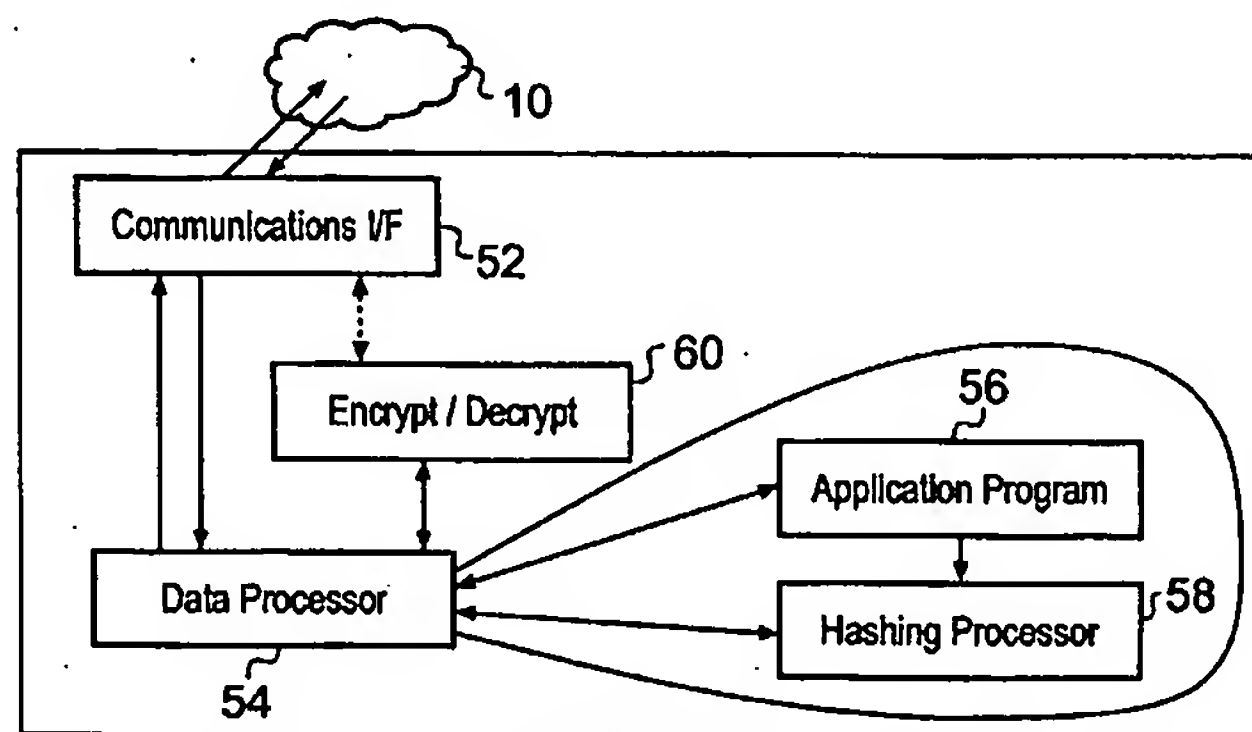 10
Communications I/F
52
60
Encrypt / Decrypt
56
Application Program
Data Processor
58
Hashing Processor
54